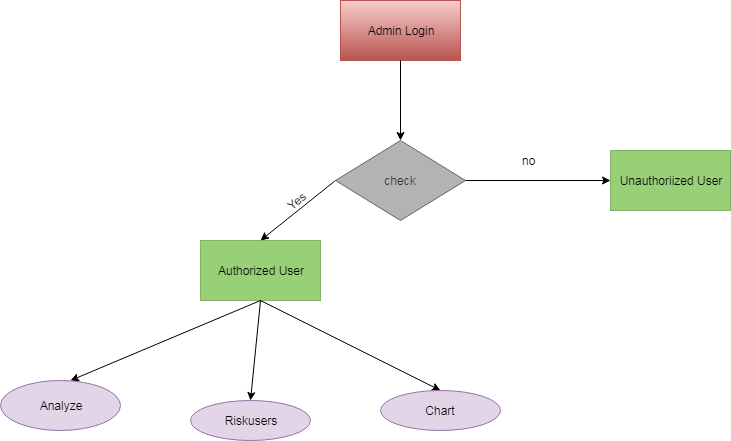 Admin Login
check
no
Unauthoriized User
Yes
Authorized User
Analyze
Riskusers
Chart